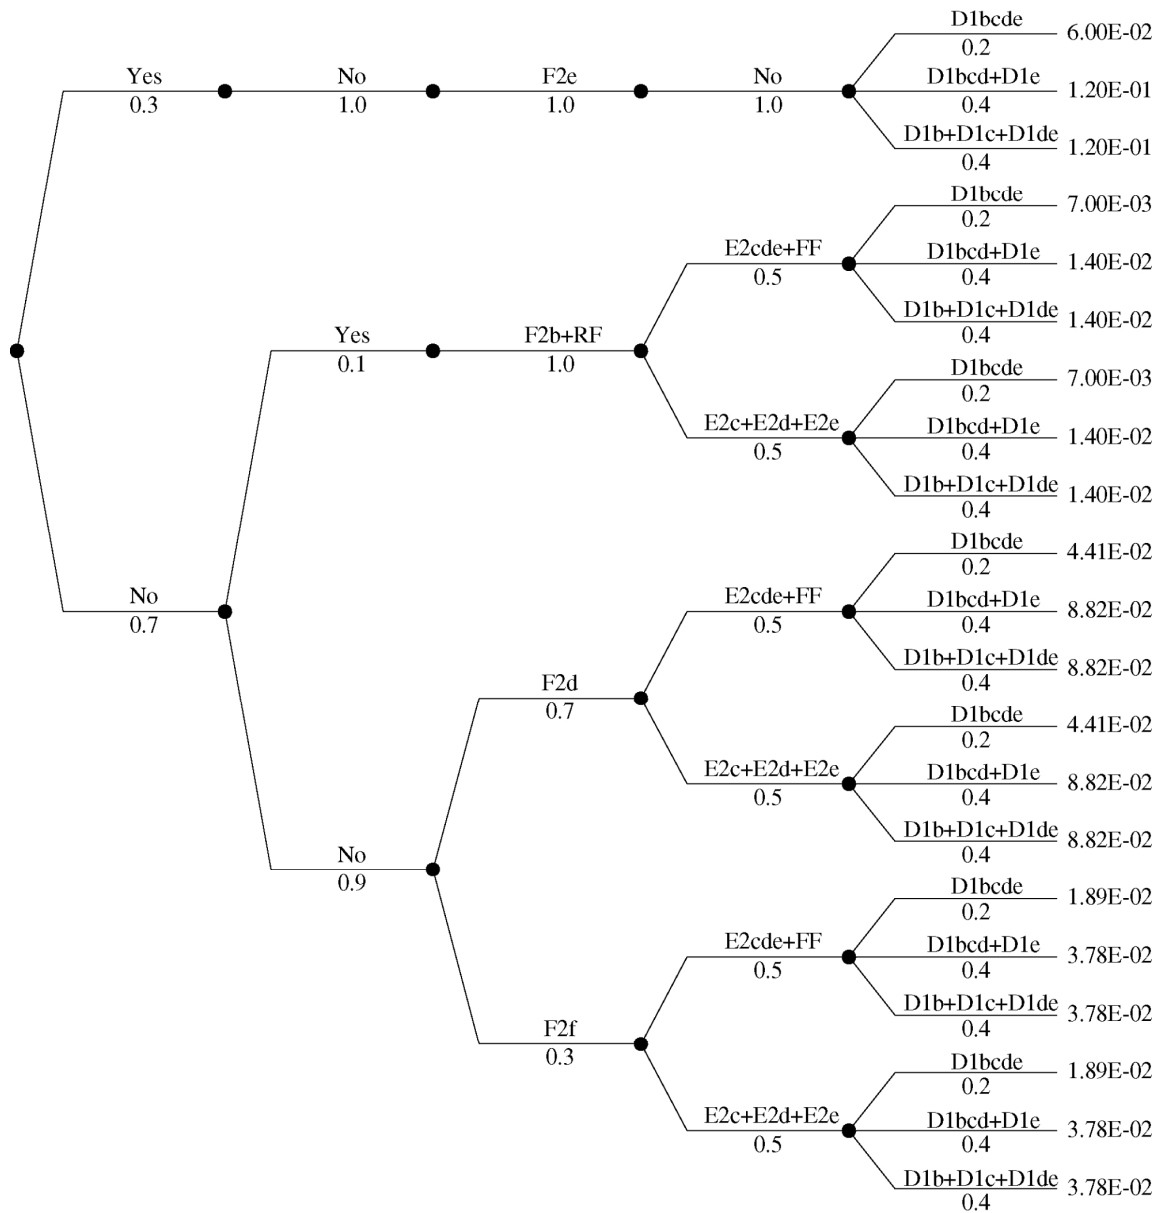 D1bcde
0.2
6.00E-02
Yes
0.3
No
1.0
F2e
1.0
No
1.0
D1bcd+D1e
0.4
1.20E-01
D1b+D1c+D1de
0.4
1.20E-01
D1bcde
0.2
7.00E-03
E2cde+FF
0.5
D1bcd+D1e
0.4
1.40E-02
D1b+D1c+D1de
0.4
1.40E-02
Yes
0.1
F2b+RF
1.0
D1bcde
0.2
7.00E-03
E2c+E2d+E2e
0.5
D1bcd+D1e
0.4
1.40E-02
D1b+D1c+D1de
0.4
1.40E-02
D1bcde
0.2
4.41E-02
No
0.7
E2cde+FF
0.5
D1bcd+D1e
0.4
8.82E-02
D1b+D1c+D1de
0.4
8.82E-02
F2d
0.7
D1bcde
0.2
4.41E-02
E2c+E2d+E2e
0.5
D1bcd+D1e
0.4
8.82E-02
D1b+D1c+D1de
0.4
8.82E-02
No
0.9
D1bcde
0.2
1.89E-02
E2cde+FF
0.5
D1bcd+D1e
0.4
3.78E-02
D1b+D1c+D1de
0.4
3.78E-02
F2f
0.3
D1bcde
0.2
1.89E-02
E2c+E2d+E2e
0.5
D1bcd+D1e
0.4
3.78E-02
D1b+D1c+D1de
0.4
3.78E-02